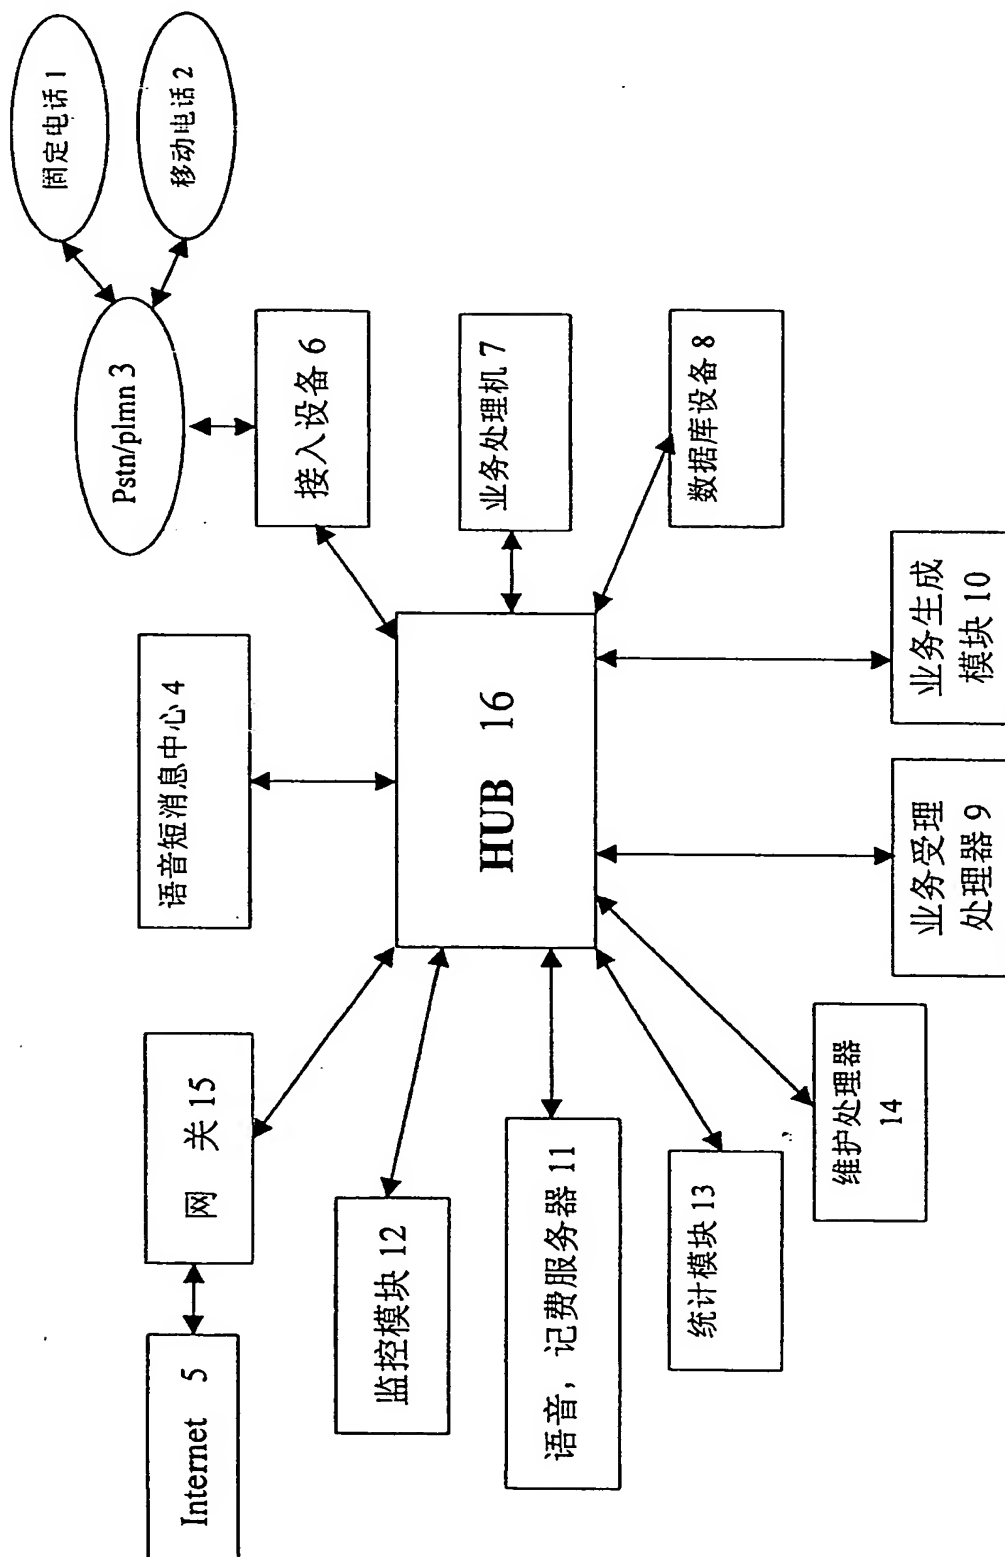 固定电话 1
移动电话 2
Pstn/plmn 3
Internet 5
网 关 15
语音短消息中心 4
接入设备 6
监控模块 12
HUB 16
业务处理机 7
语音，记费服务器 11
统计模块 13
数据库设备 8
维护处理器
14
业务受理
处理器 9
业务生成
模块 10